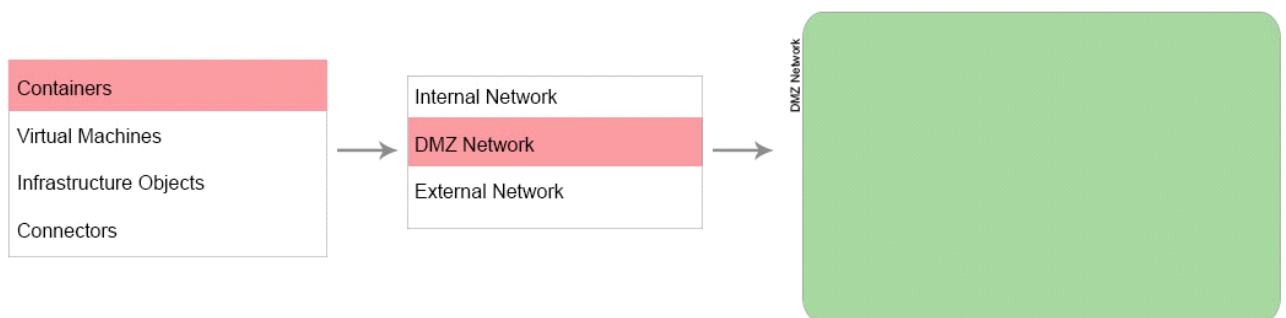 Containers
Virtual Machines
Infrastructure Objects
Connectors
Internal Network
DMZ Network
External Network
DMZ Network